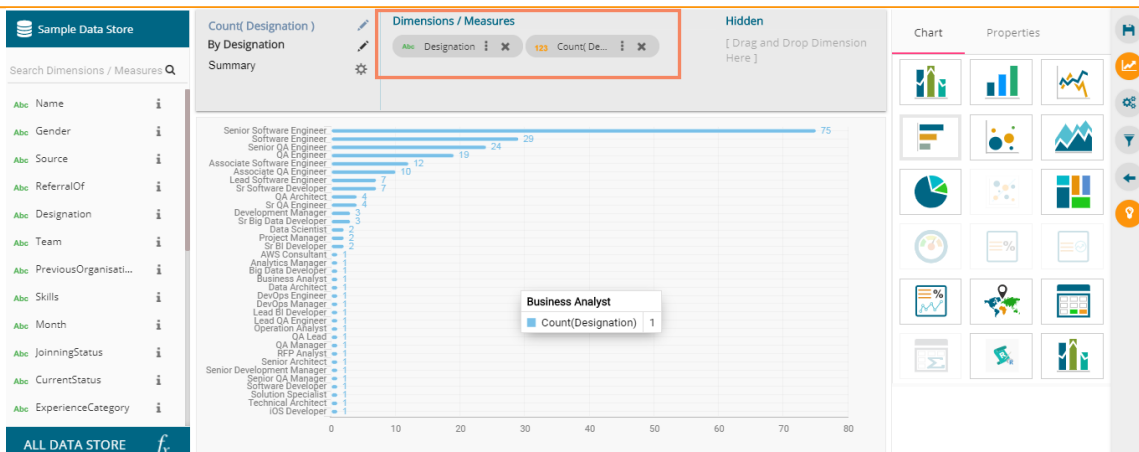 Sample Data Store
Search Dimensions / Measures
Abc Name i
Abc Gender i
Abc Source i
Abc ReferralOf i
Abc Designation i
Abc Team i
Abc PreviousOrganisati... i
Abc Skills i
Abc Month i
Abc JoinningStatus i
Abc CurrentStatus i
Abc ExperienceCategory i
ALL DATA STORE fx
Count( Designation )
By Designation
Summary
Dimensions / Measures
Abc Designation
123 Count( De...
Hidden
[ Drag and Drop Dimension
Here ]
Senior Software Engineer 75
Software Engineer 29
Senior QA Engineer 24
QA Engineer 19
Associate Software Engineer 12
Associate QA Engineer 10
Lead Software Engineer 7
Sr Software Developer 7
QA Architect 4
Sr QA Engineer 4
Development Manager 3
Sr Big Data Developer 3
Data Scientist 2
Project Manager 2
Sr BI Developer 2
AWS Consultant 1
Analytics Manager 1
Big Data Developer 1
Business Analyst 1
Data Architect 1
DevOps Engineer 1
DevOps Manager 1
Lead BI Developer 1
Lead QA Engineer 1
Operation Analyst 1
QA Lead 1
QA Manager 1
RFP Analyst 1
Senior Architect 1
Senior Development Manager 1
Senior QA Manager 1
Software Developer 1
Solution Specialist 1
Technical Architect 1
iOS Developer 1
0 10 20 30 40 50 60 70 80
Business Analyst
Count(Designation) 1
Chart
Properties
%
%
Σ
R